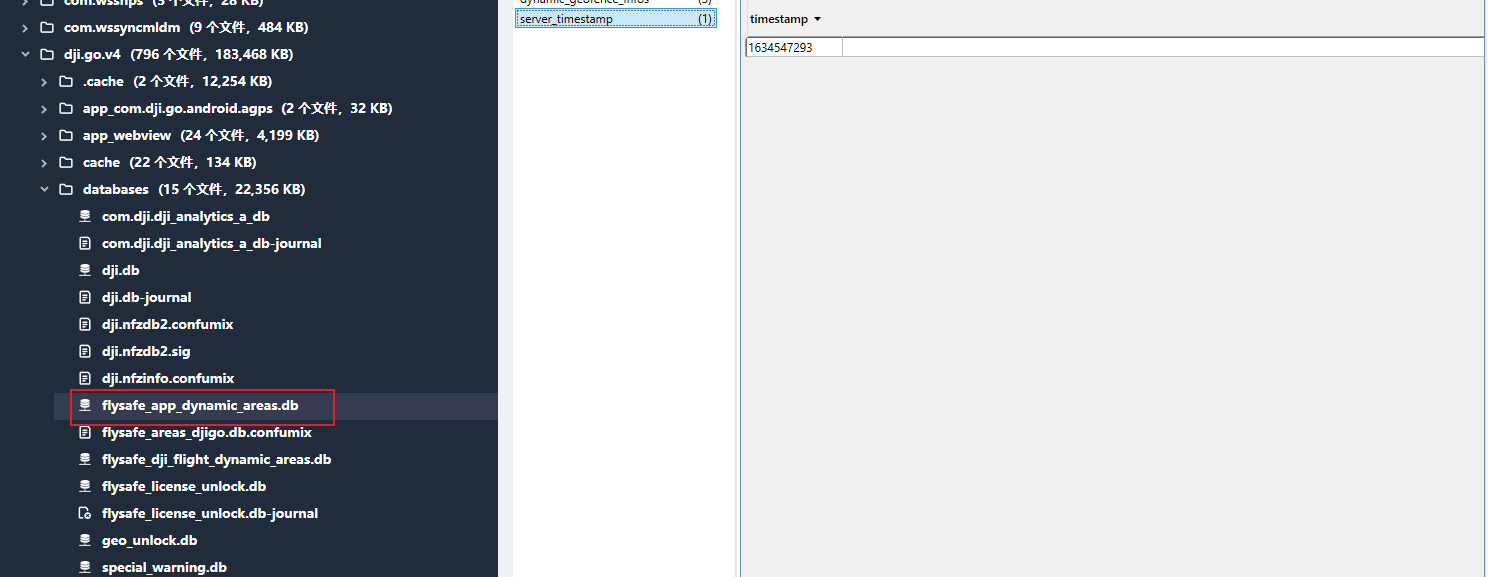 com.wssnps (3 个文件, 28 KB)
com.wssyncmldm (9 个文件, 484 KB)
dji.go.v4 (796 个文件, 183,468 KB)
.cache (2 个文件, 12,254 KB)
app_com.dji.go.android.agps (2 个文件, 32 KB)
app_webview (24 个文件, 4,199 KB)
cache (22 个文件, 134 KB)
databases (15 个文件, 22,356 KB)
com.dji.dji_analytics_a_db
com.dji.dji_analytics_a_db-journal
dji.db
dji.db-journal
dji.nfzdb2.confumix
dji.nfzdb2.sig
dji.nfzinfo.confumix
flysafe_app_dynamic_areas.db
flysafe_areas_djigo.db.confumix
flysafe_dji_flight_dynamic_areas.db
flysafe_license_unlock.db
flysafe_license_unlock.db-journal
geo_unlock.db
special_warning.db
dynamic_geofence_infos
server_timestamp (1)
timestamp
1634547293